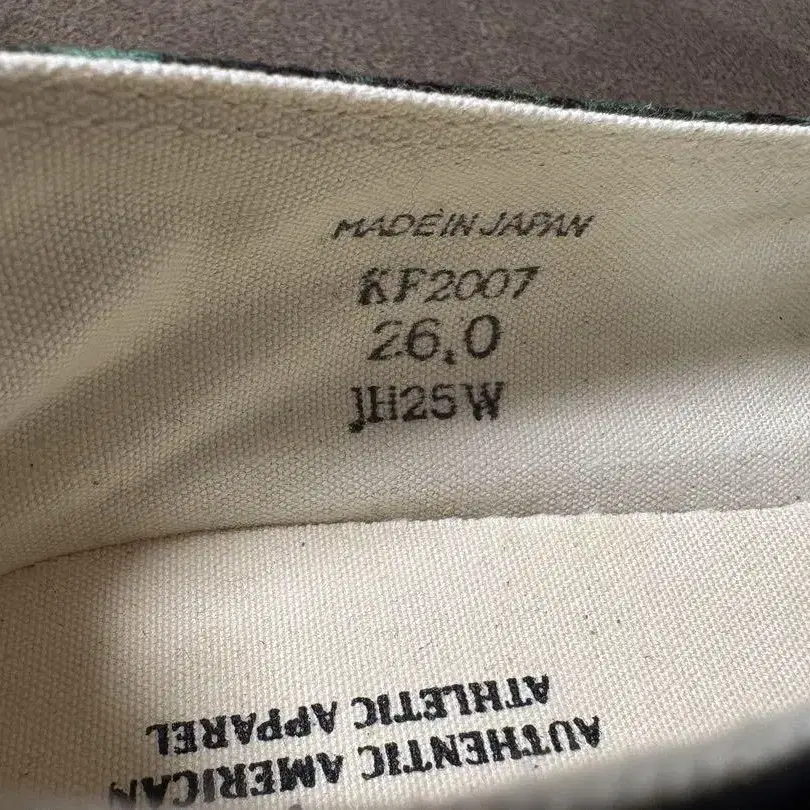 MADE IN JAPAN
KF2007
26.0
JH25W
AUTHENTIC AMERICAN
ATHLETIC APPAREL